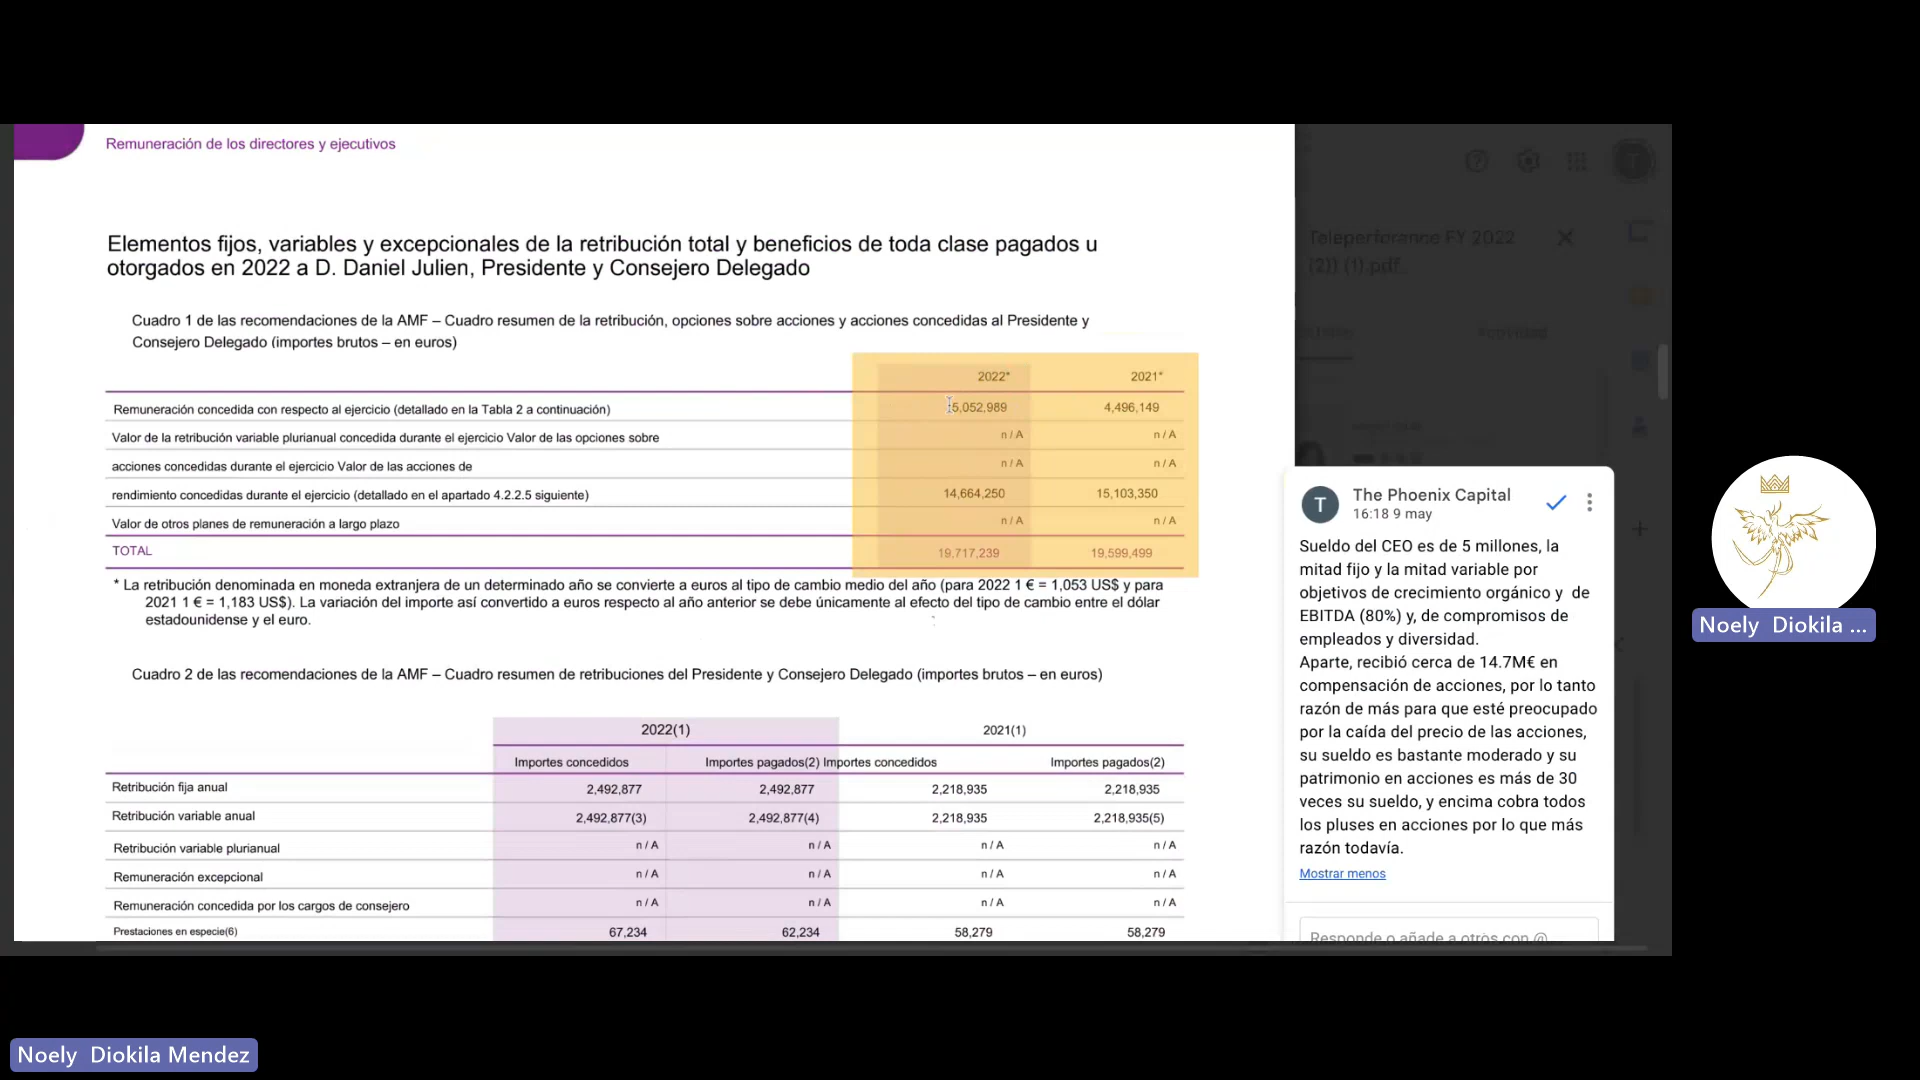 Remuneración de los directores y ejecutivos
Elementos fijos, variables y excepcionales de la retribución total y beneficios de toda clase pagados u
otorgados en 2022 a D. Daniel Julien, Presidente y Consejero Delegado
Cuadro 1 de las recomendaciones de la AMF – Cuadro resumen de la retribución, opciones sobre acciones y acciones concedidas al Presidente y
Consejero Delegado (importes brutos – en euros)
2022* 2021*
Remuneración concedida con respecto al ejercicio (detallado en la Tabla 2 a continuación) 5,052,989 4,496,149
Valor de la retribución variable plurianual concedida durante el ejercicio Valor de las opciones sobre n / A n / A
acciones concedidas durante el ejercicio Valor de las acciones de n / A n / A
rendimiento concedidas durante el ejercicio (detallado en el apartado 4.2.2.5 siguiente) 14,664,250 15,103,350
Valor de otros planes de remuneración a largo plazo n / A n / A
TOTAL 19,717,239 19,599,499
* La retribución denominada en moneda extranjera de un determinado año se convierte a euros al tipo de cambio medio del año (para 2022 1 € = 1,053 US$ y para
2021 1 € = 1,183 US$). La variación del importe así convertido a euros respecto al año anterior se debe únicamente al efecto del tipo de cambio entre el dólar
estadounidense y el euro.
Cuadro 2 de las recomendaciones de la AMF – Cuadro resumen de retribuciones del Presidente y Consejero Delegado (importes brutos – en euros)
2022(1) 2021(1)
Importes concedidos Importes pagados(2) Importes concedidos Importes pagados(2)
Retribución fija anual 2,492,877 2,492,877 2,218,935 2,218,935
Retribución variable anual 2,492,877(3) 2,492,877(4) 2,218,935 2,218,935(5)
Retribución variable plurianual n / A n / A n / A n / A
Remuneración excepcional n / A n / A n / A n / A
Remuneración concedida por los cargos de consejero n / A n / A n / A n / A
Prestaciones en especie(6) 67,234 62,234 58,279 58,279
Teleperformance FY 2022
(2)) (1).pdf
T
The Phoenix Capital
16:18 9 may
Sueldo del CEO es de 5 millones, la
mitad fijo y la mitad variable por
objetivos de crecimiento orgánico y de
EBITDA (80%) y, de compromisos de
empleados y diversidad.
Aparte, recibió cerca de 14.7M€ en
compensación de acciones, por lo tanto
razón de más para que esté preocupado
por la caída del precio de las acciones,
su sueldo es bastante moderado y su
patrimonio en acciones es más de 30
veces su sueldo, y encima cobra todos
los pluses en acciones por lo que más
razón todavía.
Mostrar menos
Responde o añade a otros con @
Noely Diokila ...
Noely Diokila Mendez